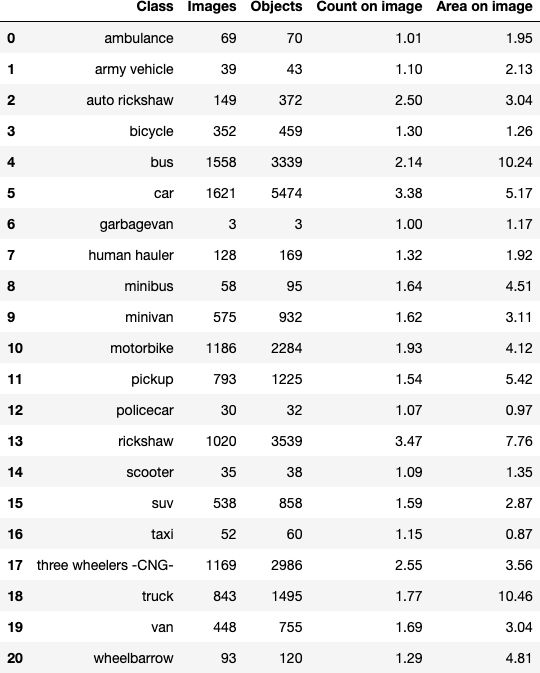 Class Images Objects Count on image Area on image
0 ambulance 69 70 1.01 1.95
1 army vehicle 39 43 1.10 2.13
2 auto rickshaw 149 372 2.50 3.04
3 bicycle 352 459 1.30 1.26
4 bus 1558 3339 2.14 10.24
5 car 1621 5474 3.38 5.17
6 garbagevan 3 3 1.00 1.17
7 human hauler 128 169 1.32 1.92
8 minibus 58 95 1.64 4.51
9 minivan 575 932 1.62 3.11
10 motorbike 1186 2284 1.93 4.12
11 pickup 793 1225 1.54 5.42
12 policecar 30 32 1.07 0.97
13 rickshaw 1020 3539 3.47 7.76
14 scooter 35 38 1.09 1.35
15 suv 538 858 1.59 2.87
16 taxi 52 60 1.15 0.87
17 three wheelers -CNG- 1169 2986 2.55 3.56
18 truck 843 1495 1.77 10.46
19 van 448 755 1.69 3.04
20 wheelbarrow 93 120 1.29 4.81